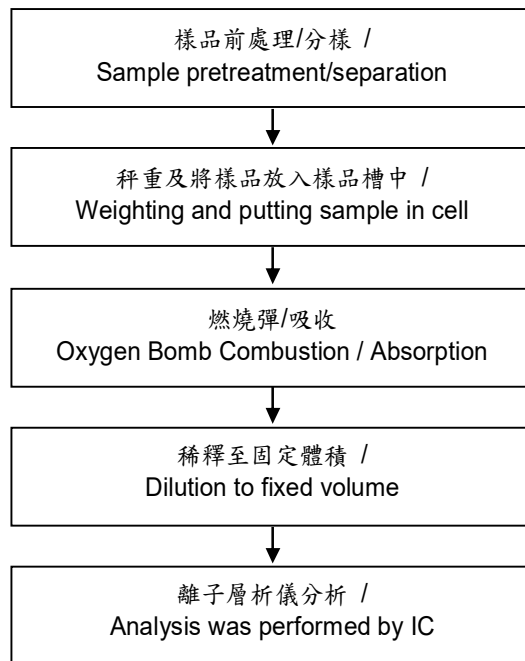 樣品前處理/分樣 /
Sample pretreatment/separation
秤重及將樣品放入樣品槽中 /
Weighting and putting sample in cell
燃燒彈/吸收
Oxygen Bomb Combustion / Absorption
稀釋至固定體積 /
Dilution to fixed volume
離子層析儀分析 /
Analysis was performed by IC